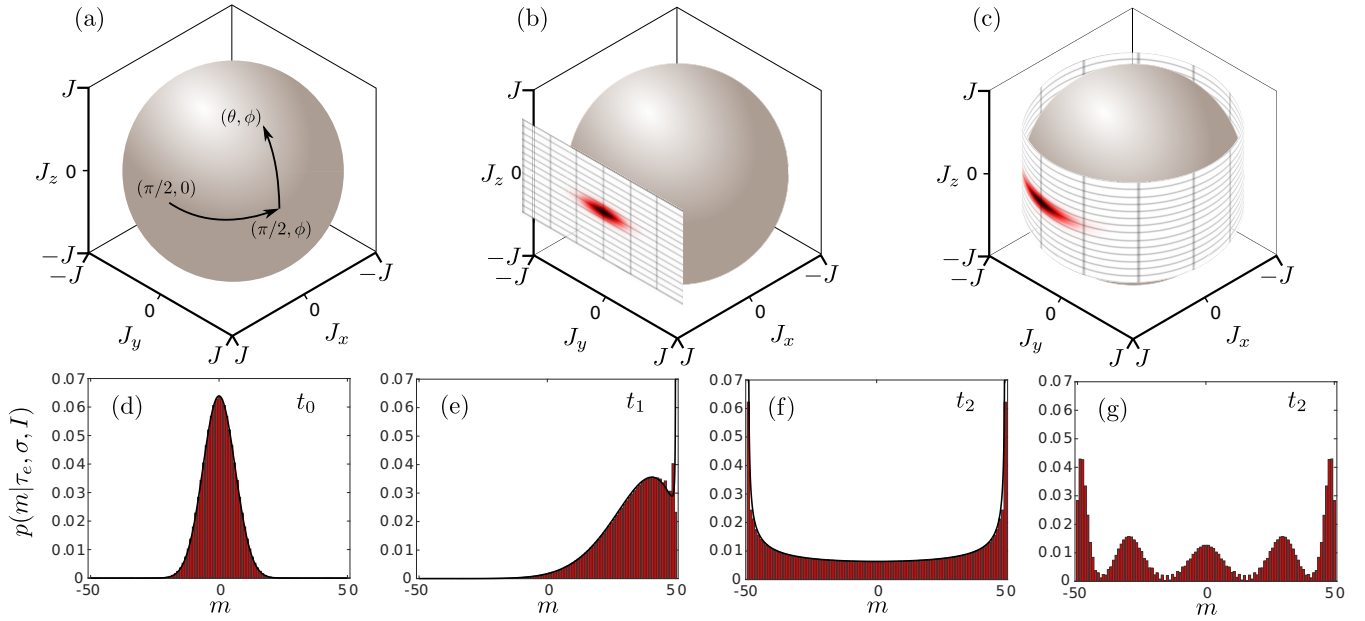 (a)
J
J_z 0
(θ, ϕ)
(π/2, 0)
(π/2, ϕ)
−J
−J
0
J_y
J J
0
J_x
−J
(b)
J
J_z 0
−J
−J
0
J_y
J J
0
J_x
−J
(c)
J
J_z 0
−J
−J
0
J_y
J J
0
J_x
−J
p(m|τ_e, σ, I)
(d) t_0
0.07
0.06
0.05
0.04
0.03
0.02
0.01
0
-50 0 50
m
(e) t_1
0.07
0.06
0.05
0.04
0.03
0.02
0.01
0
-50 0 50
m
(f) t_2
0.07
0.06
0.05
0.04
0.03
0.02
0.01
0
-50 0 50
m
(g) t_2
0.07
0.06
0.05
0.04
0.03
0.02
0.01
0
-50 0 50
m